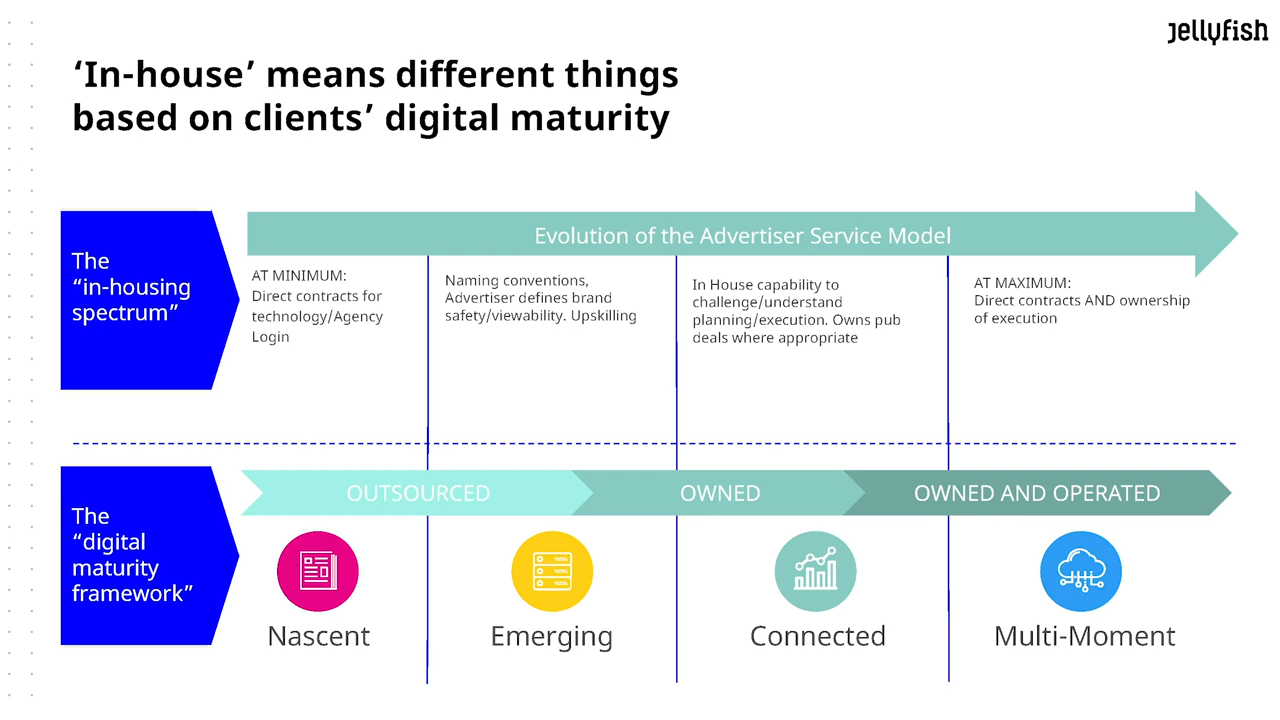 jellyfish
‘In-house’ means different things
based on clients’ digital maturity
Evolution of the Advertiser Service Model
The
“in-housing
spectrum”
AT MINIMUM:
Direct contracts for
technology/Agency
Login
Naming conventions,
Advertiser defines brand
safety/viewability. Upskilling
In House capability to
challenge/understand
planning/execution. Owns pub
deals where appropriate
AT MAXIMUM:
Direct contracts AND ownership
of execution
The
“digital
maturity
framework”
OUTSOURCED
OWNED
OWNED AND OPERATED
Nascent
Emerging
Connected
Multi-Moment